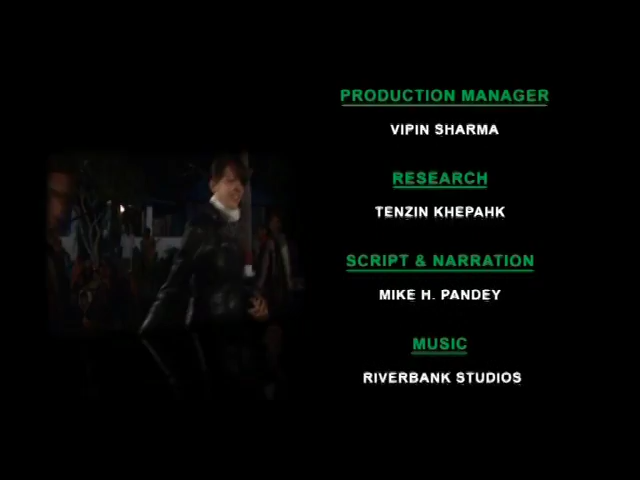 PRODUCTION MANAGER
VIPIN SHARMA
RESEARCH
TENZIN KHEPAHK
SCRIPT & NARRATION
MIKE H. PANDEY
MUSIC
RIVERBANK STUDIOS